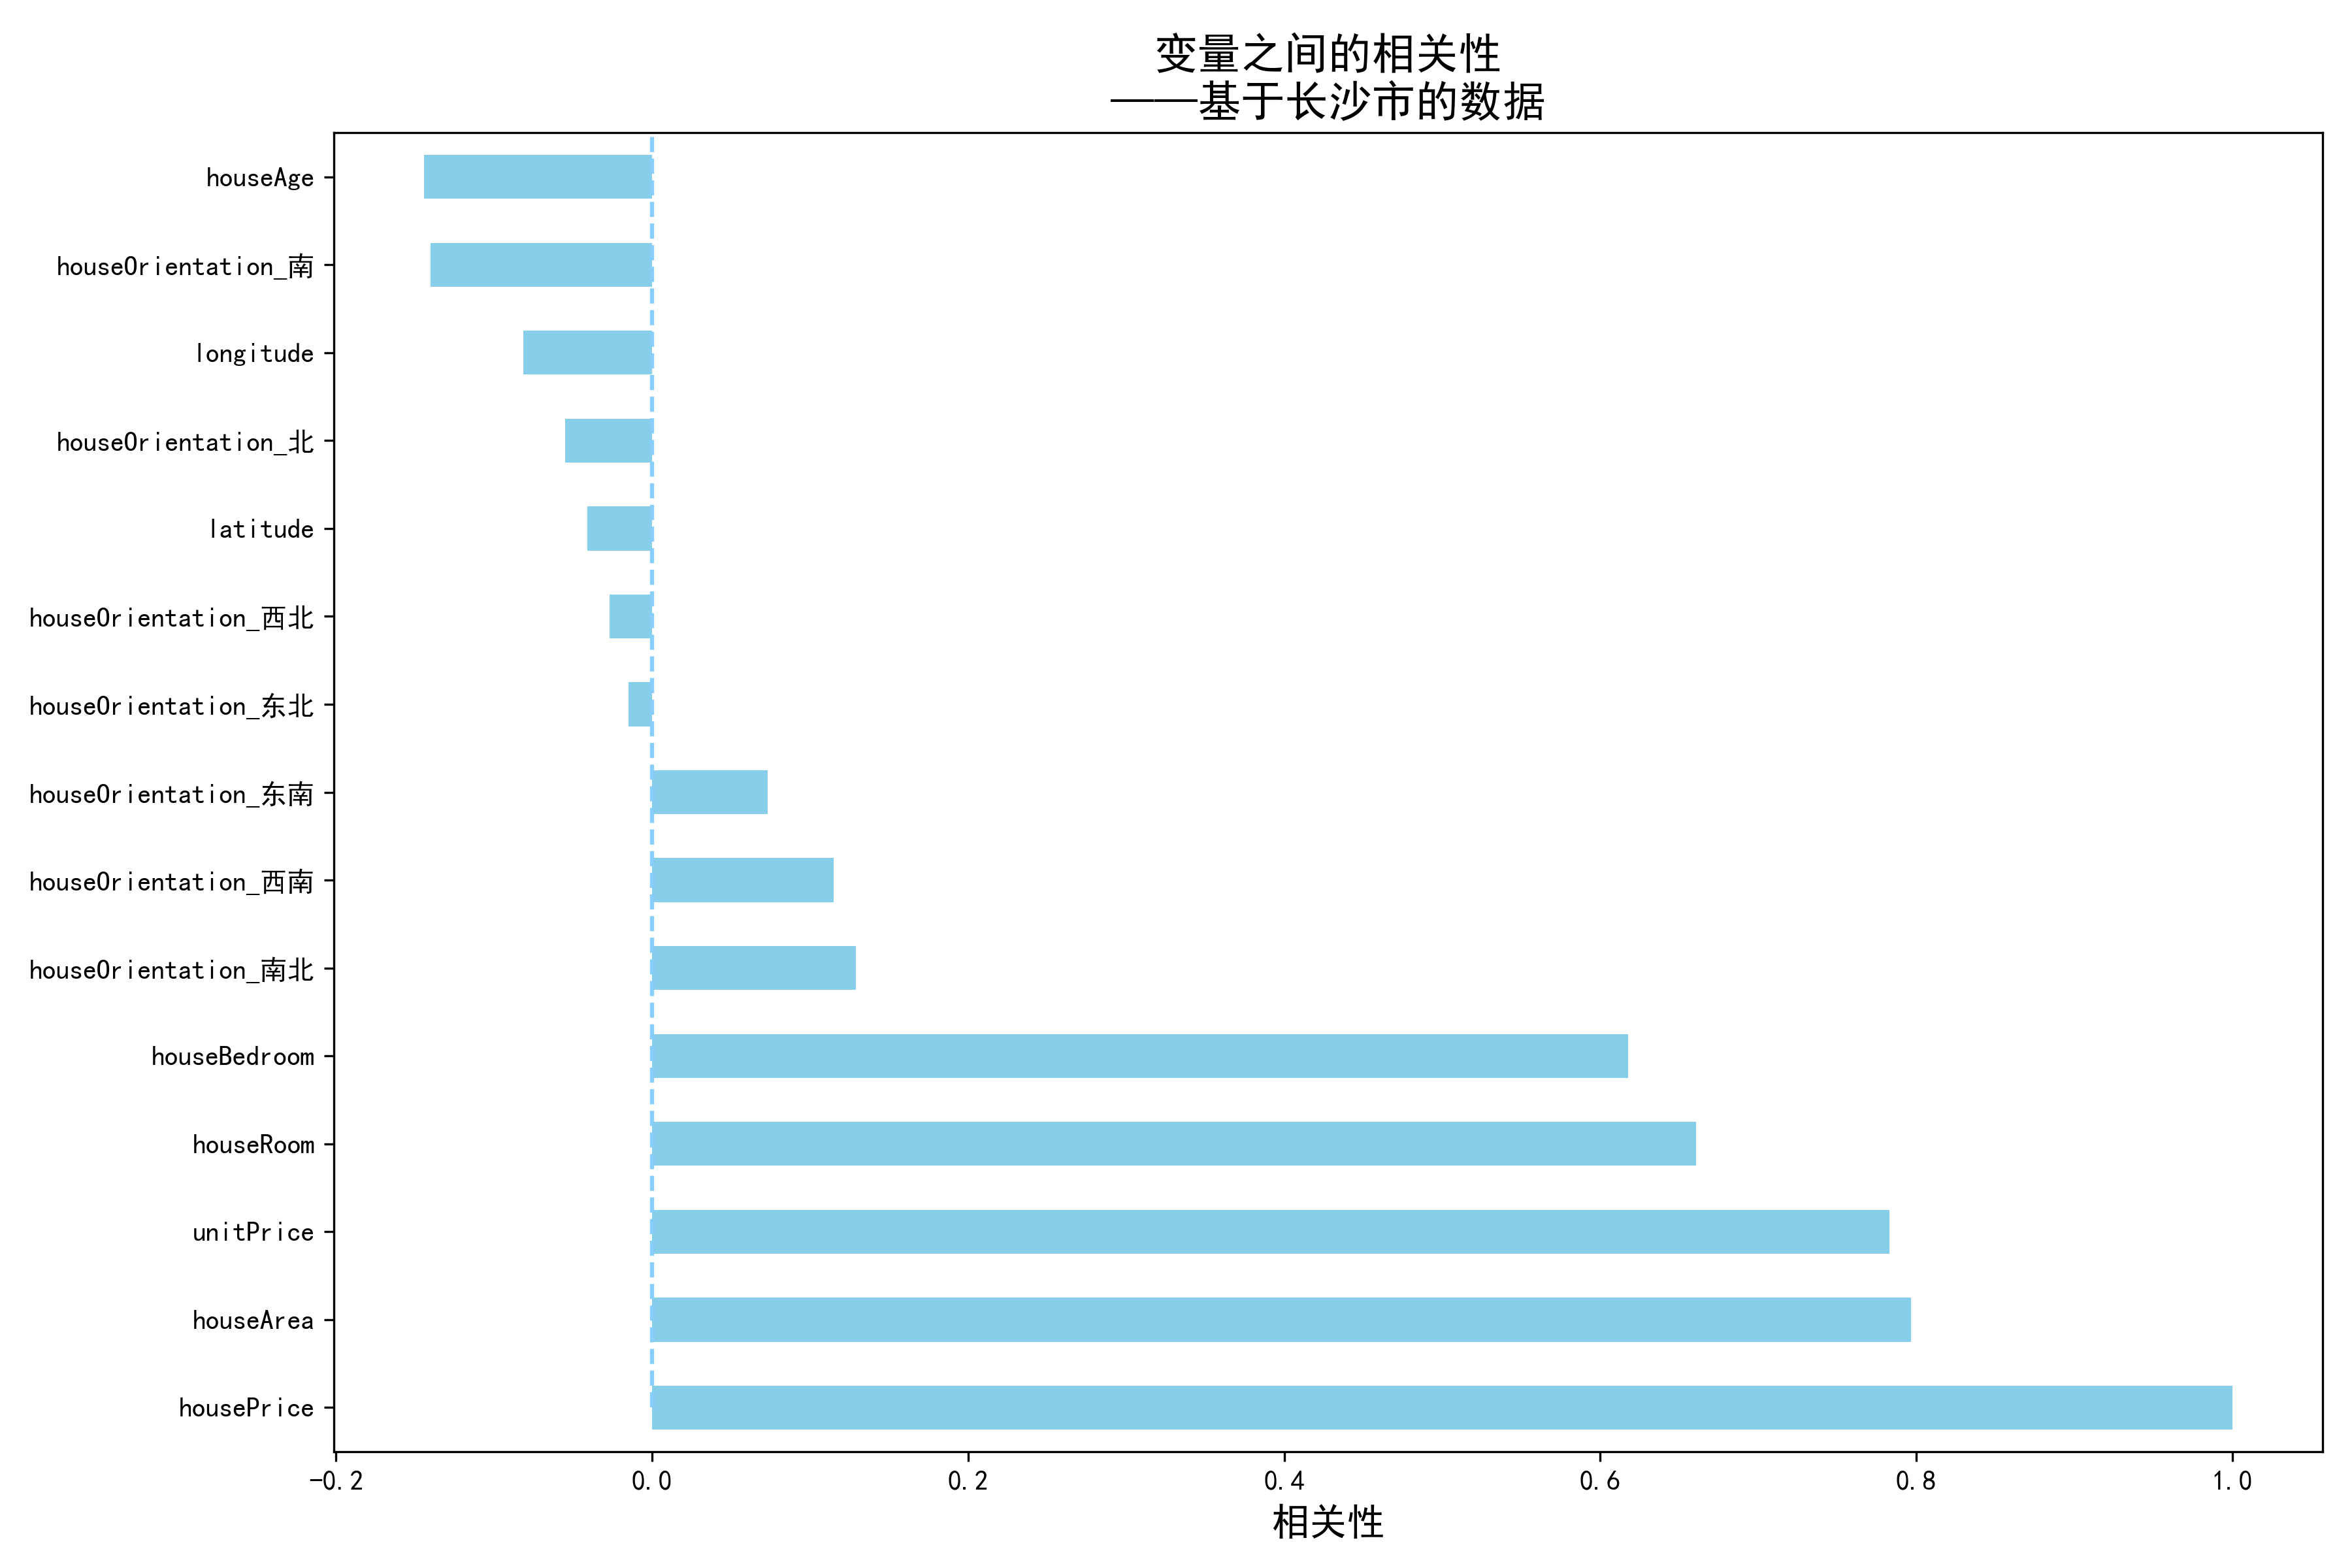 变量之间的相关性
——基于长沙市的数据
houseAge
houseOrientation_南
longitude
houseOrientation_北
latitude
houseOrientation_西北
houseOrientation_东北
houseOrientation_东南
houseOrientation_西南
houseOrientation_南北
houseBedroom
houseRoom
unitPrice
houseArea
housePrice
-0.2 0.0 0.2 0.4 0.6 0.8 1.0
相关性